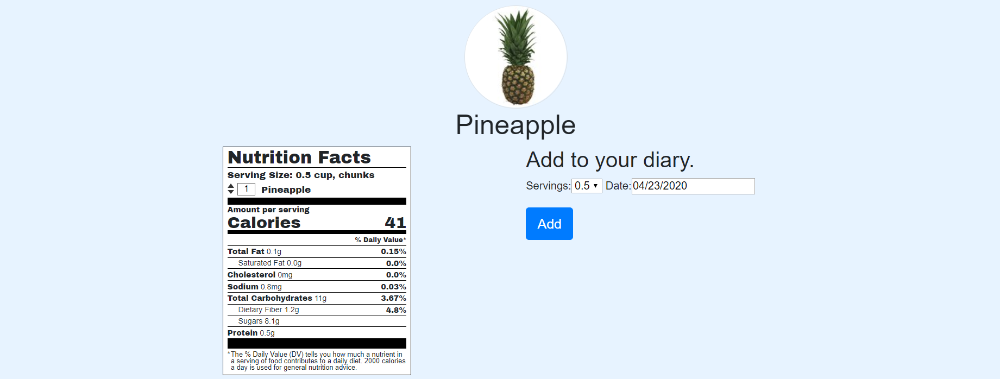 Pineapple
Nutrition Facts
Serving Size: 0.5 cup, chunks
1 Pineapple
Amount per serving
Calories 41
% Daily Value*
Total Fat 0.1g 0.15%
Saturated Fat 0.0g 0.0%
Cholesterol 0mg 0.0%
Sodium 0.8mg 0.03%
Total Carbohydrates 11g 3.67%
Dietary Fiber 1.2g 4.8%
Sugars 8.1g
Protein 0.5g
*The % Daily Value (DV) tells you how much a nutrient in
a serving of food contributes to a daily diet. 2000 calories
a day is used for general nutrition advice.
Add to your diary.
Servings: 0.5 Date: 04/23/2020
Add